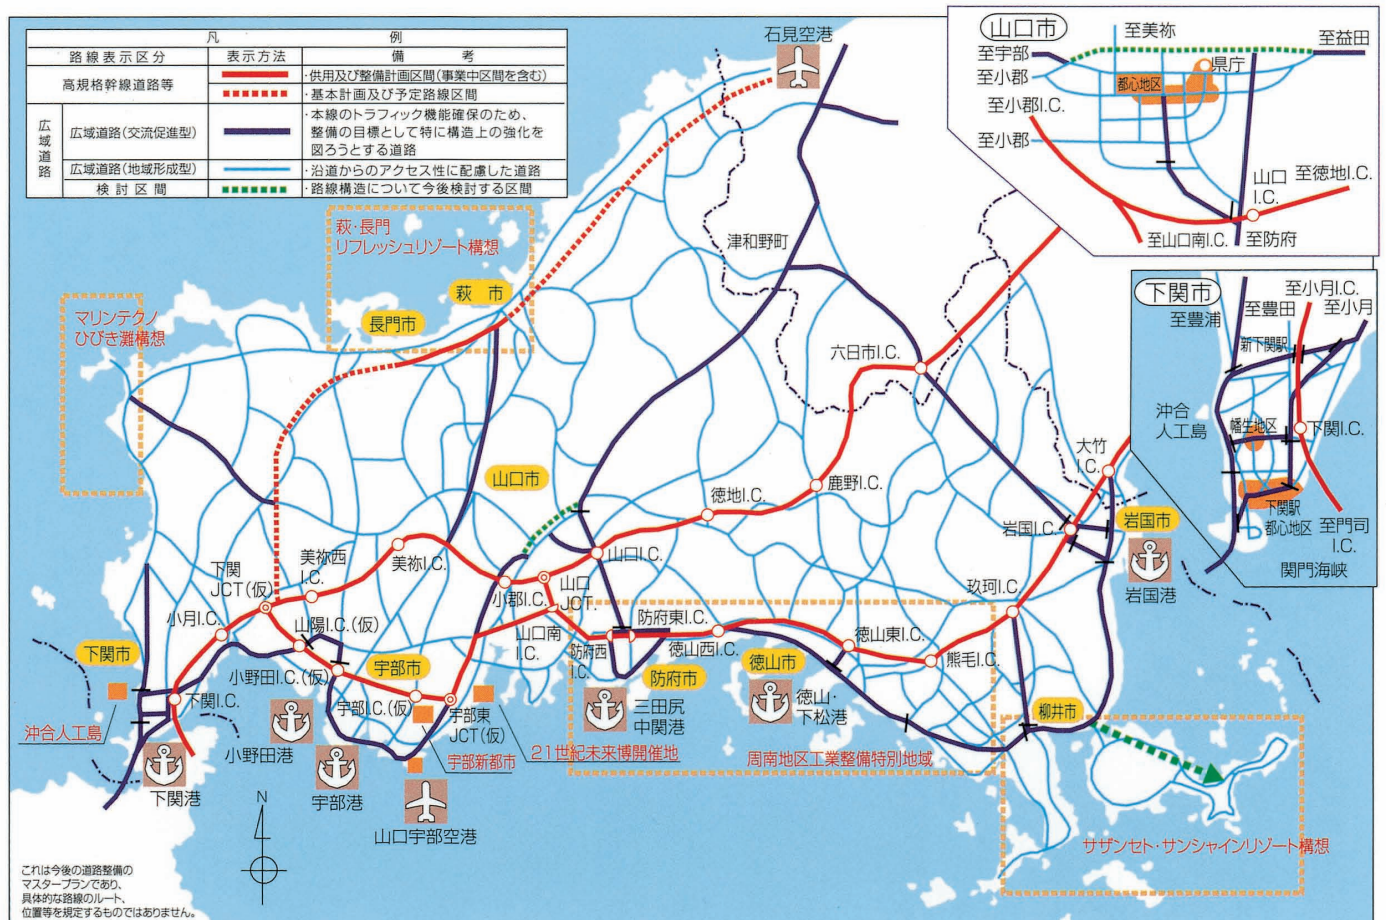 凡例
路線表示区分 表示方法 備考
高規格幹線道路等
・供用及び整備計画区間(事業中区間を含む)
・基本計画及び予定路線区間
広域道路
広域道路(交流促進型)
・本線のトラフィック機能確保のため、
整備の目標として特に構造上の強化を
図ろうとする道路
広域道路(地域形成型)
・沿道からのアクセス性に配慮した道路
検討区間
・路線構造について今後検討する区間
石見空港
山口市
至美祢
至宇部
至益田
至小郡
県庁
都心地区
至小郡I.C.
至小郡
山口
I.C.
至徳地I.C.
至山口南I.C.
至防府
下関市
至小月I.C.
至豊田
至小月
至豊浦
新下関駅
沖合
人工島
幡生地区
下関I.C.
下関駅
都心地区
至門司
I.C.
関門海峡
萩・長門
リフレッシュリゾート構想
マリンテクノ
ひびき灘構想
萩市
長門市
津和野町
六日市I.C.
大竹
I.C.
山口市
徳地I.C.
鹿野I.C.
岩国I.C.
岩国市
岩国港
下関
JCT(仮)
美祢西
I.C.
美祢I.C.
小郡I.C.
山口
JCT.
山口I.C.
玖珂I.C.
小月I.C.
山陽I.C.(仮)
山口南
I.C.
防府西
I.C.
防府東I.C.
徳山西I.C.
徳山東I.C.
熊毛I.C.
下関市
小野田I.C.(仮)
宇部市
防府市
徳山市
柳井市
下関I.C.
宇部I.C.(仮)
宇部東
JCT(仮)
三田尻
中関港
徳山・
下松港
沖合人工島
小野田港
宇部新都市
21世紀未来博開催地
周南地区工業整備特別地域
下関港
宇部港
山口宇部空港
サザンセト・サンシャインリゾート構想
N
これは今後の道路整備の
マスタープランであり、
具体的な路線のルート、
位置等を規定するものではありません。